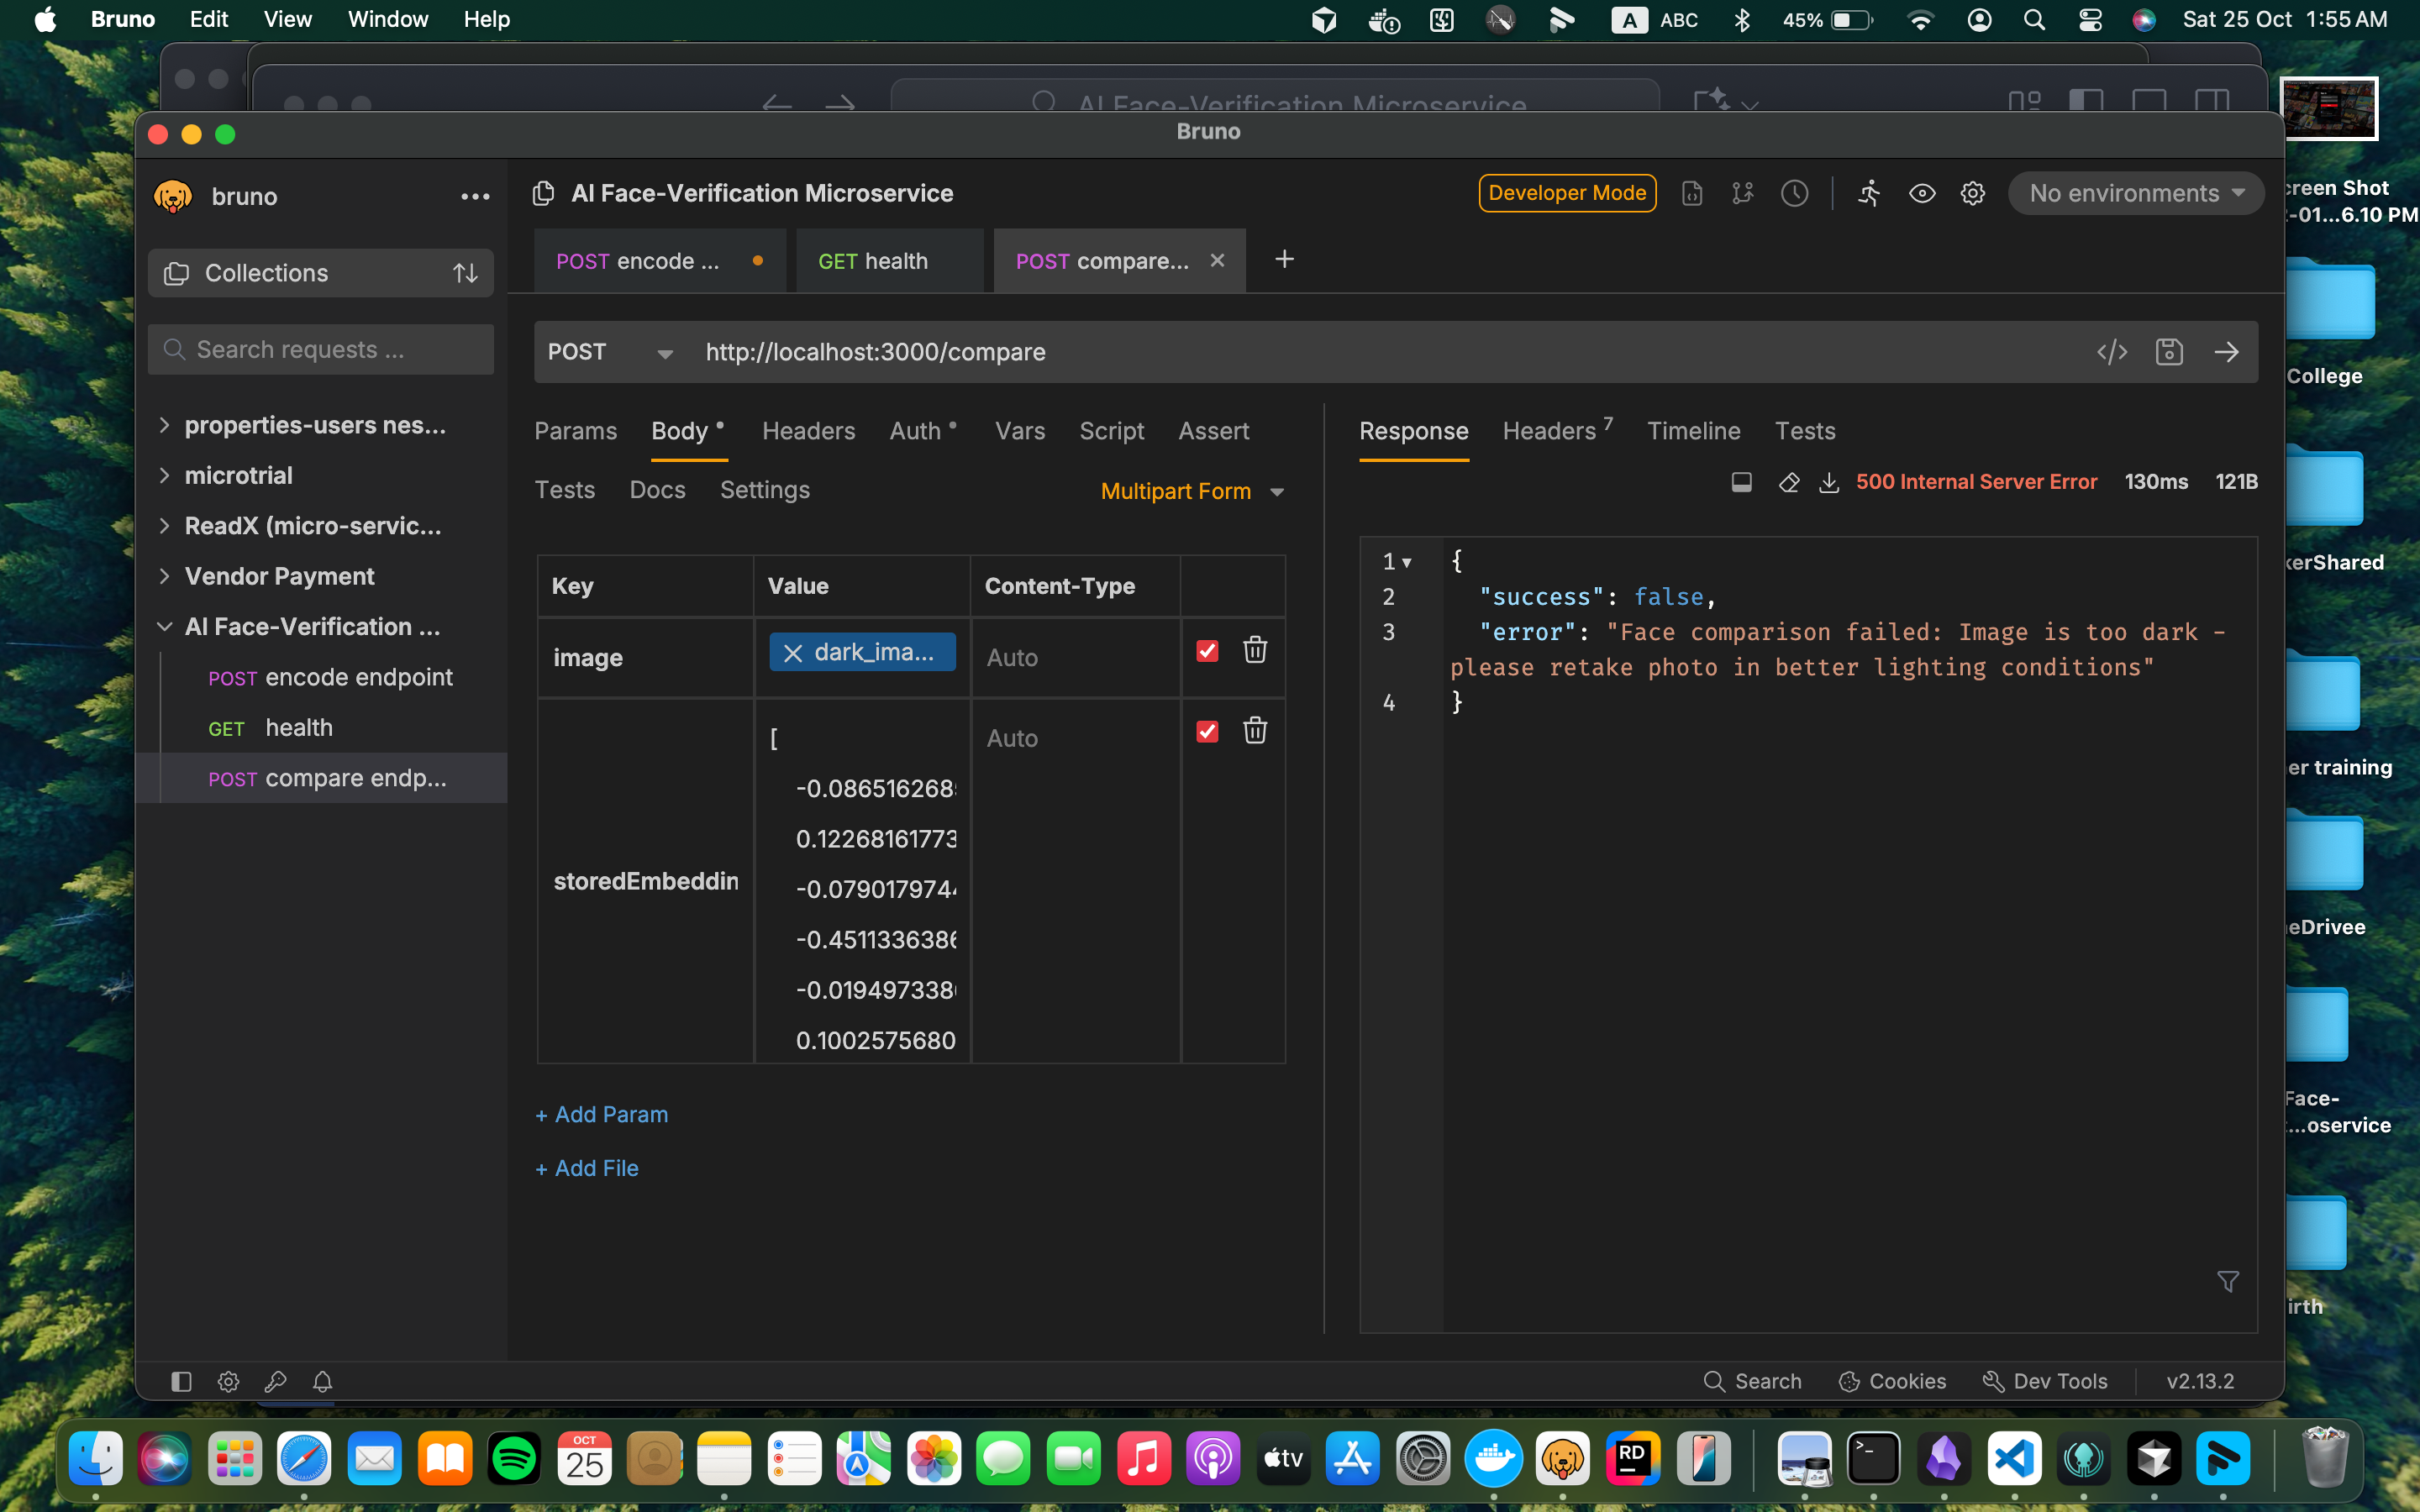 Bruno Edit View Window Help
A ABC 45% Sat 25 Oct 1:55 AM
AI Face-Verification Microservice
Bruno
bruno
AI Face-Verification Microservice
Developer Mode
No environments
Collections
POST encode ...
GET health
POST compare...
Search requests ...
POST http://localhost:3000/compare
properties-users nes...
microtrial
ReadX (micro-servic...
Vendor Payment
AI Face-Verification ...
POST encode endpoint
GET health
POST compare endp...
Params Body Headers Auth Vars Script Assert
Tests Docs Settings
Multipart Form
Key Value Content-Type
image dark_ima... Auto
storedEmbeddin
[
Auto
-0.086516268
0.12268161773
-0.0790179744
-0.4511336386
-0.019497338
0.1002575680
+ Add Param
+ Add File
Response Headers 7 Timeline Tests
500 Internal Server Error 130ms 121B
1 {
2 "success": false,
3 "error": "Face comparison failed: Image is too dark -
please retake photo in better lighting conditions"
4 }
Search Cookies Dev Tools v2.13.2
creen Shot
-01...6.10 PM
College
kerShared
er training
eDrivee
Face-
...oservice
irth
OCT
25
tv
RD
>_